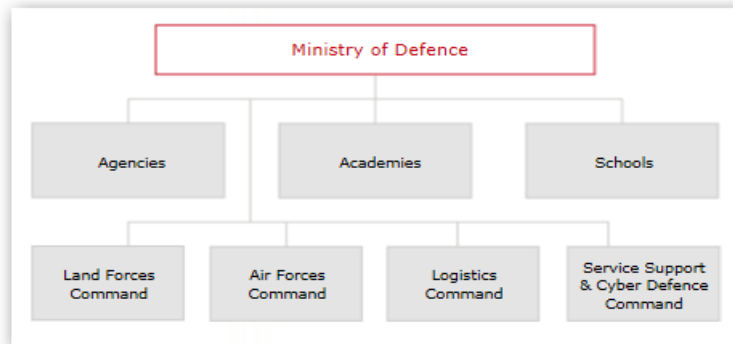 Ministry of Defence
Agencies
Academies
Schools
Land Forces
Command
Air Forces
Command
Logistics
Command
Service Support
& Cyber Defence
Command